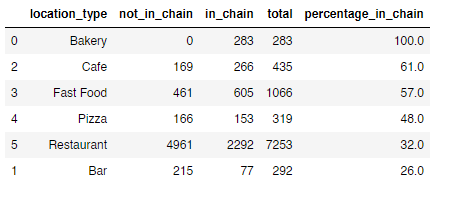 location_type not_in_chain in_chain total percentage_in_chain
0 Bakery 0 283 283 100.0
2 Cafe 169 266 435 61.0
3 Fast Food 461 605 1066 57.0
4 Pizza 166 153 319 48.0
5 Restaurant 4961 2292 7253 32.0
1 Bar 215 77 292 26.0